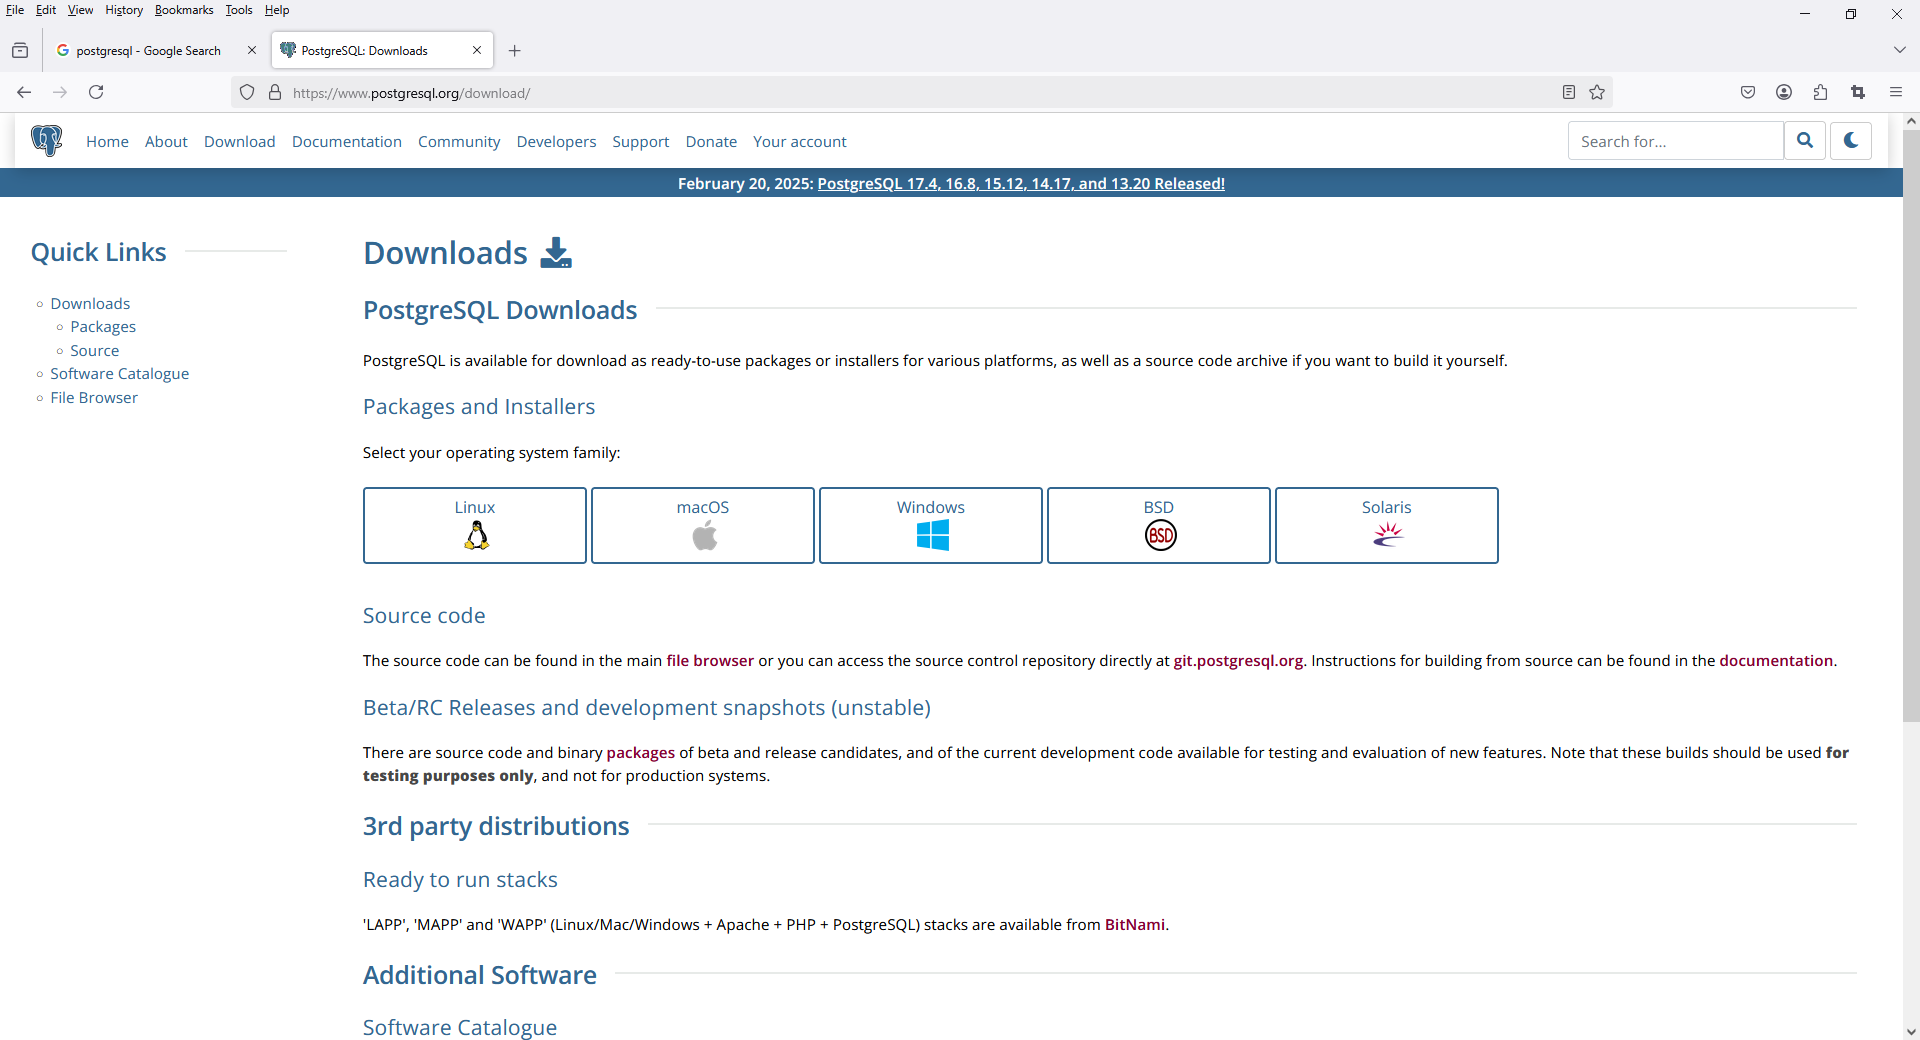 File Edit View History Bookmarks Tools Help
postgresql - Google Search
PostgreSQL: Downloads
https://www.postgresql.org/download/
Home About Download Documentation Community Developers Support Donate Your account
Search for...
February 20, 2025: PostgreSQL 17.4, 16.8, 15.12, 14.17, and 13.20 Released!
Quick Links
Downloads
Packages
Source
Software Catalogue
File Browser
Downloads
PostgreSQL Downloads
PostgreSQL is available for download as ready-to-use packages or installers for various platforms, as well as a source code archive if you want to build it yourself.
Packages and Installers
Select your operating system family:
Linux
macOS
Windows
BSD
BSD
Solaris
Source code
The source code can be found in the main file browser or you can access the source control repository directly at git.postgresql.org. Instructions for building from source can be found in the documentation.
Beta/RC Releases and development snapshots (unstable)
There are source code and binary packages of beta and release candidates, and of the current development code available for testing and evaluation of new features. Note that these builds should be used for
testing purposes only, and not for production systems.
3rd party distributions
Ready to run stacks
'LAPP', 'MAPP' and 'WAPP' (Linux/Mac/Windows + Apache + PHP + PostgreSQL) stacks are available from BitNami.
Additional Software
Software Catalogue